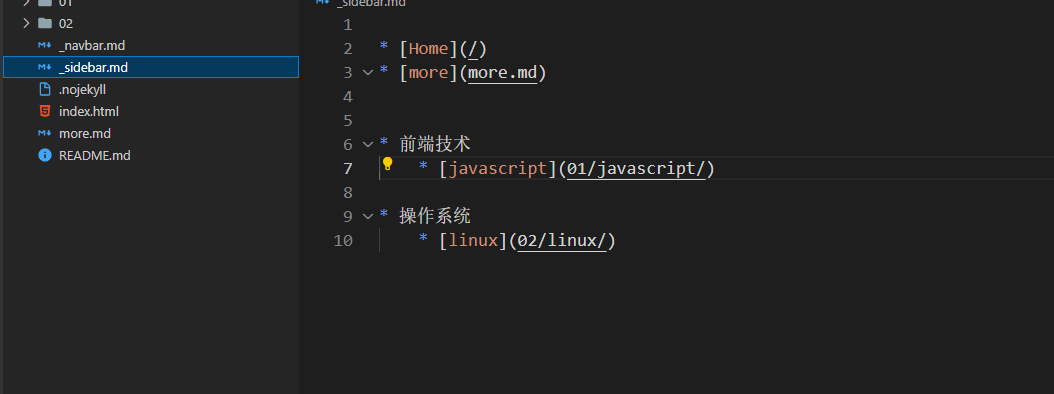 01
02
_navbar.md
_sidebar.md
.nojekyll
index.html
more.md
README.md
_sidebar.md
1
2 * [Home](/)
3 * [more](more.md)
4
5
6 * 前端技术
7 * [javascript](01/javascript/)
8
9 * 操作系统
10 * [linux](02/linux/)